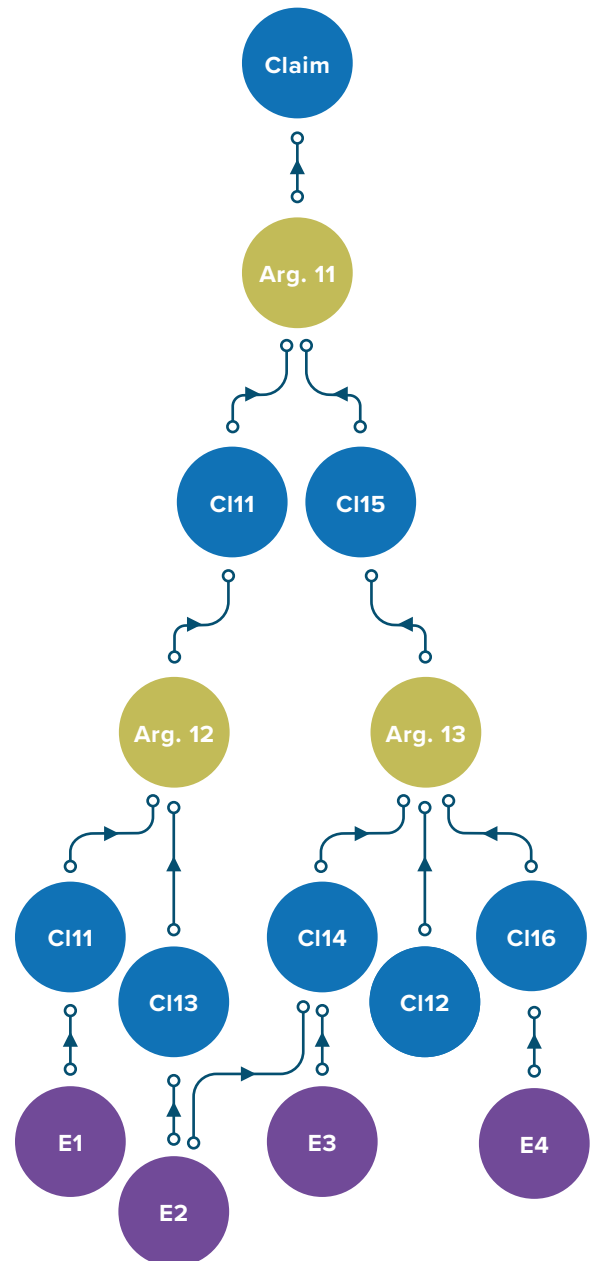 Claim
Arg. 11
Cl11
Cl15
Arg. 12
Arg. 13
Cl11
Cl14
Cl16
Cl13
Cl12
E1
E3
E4
E2